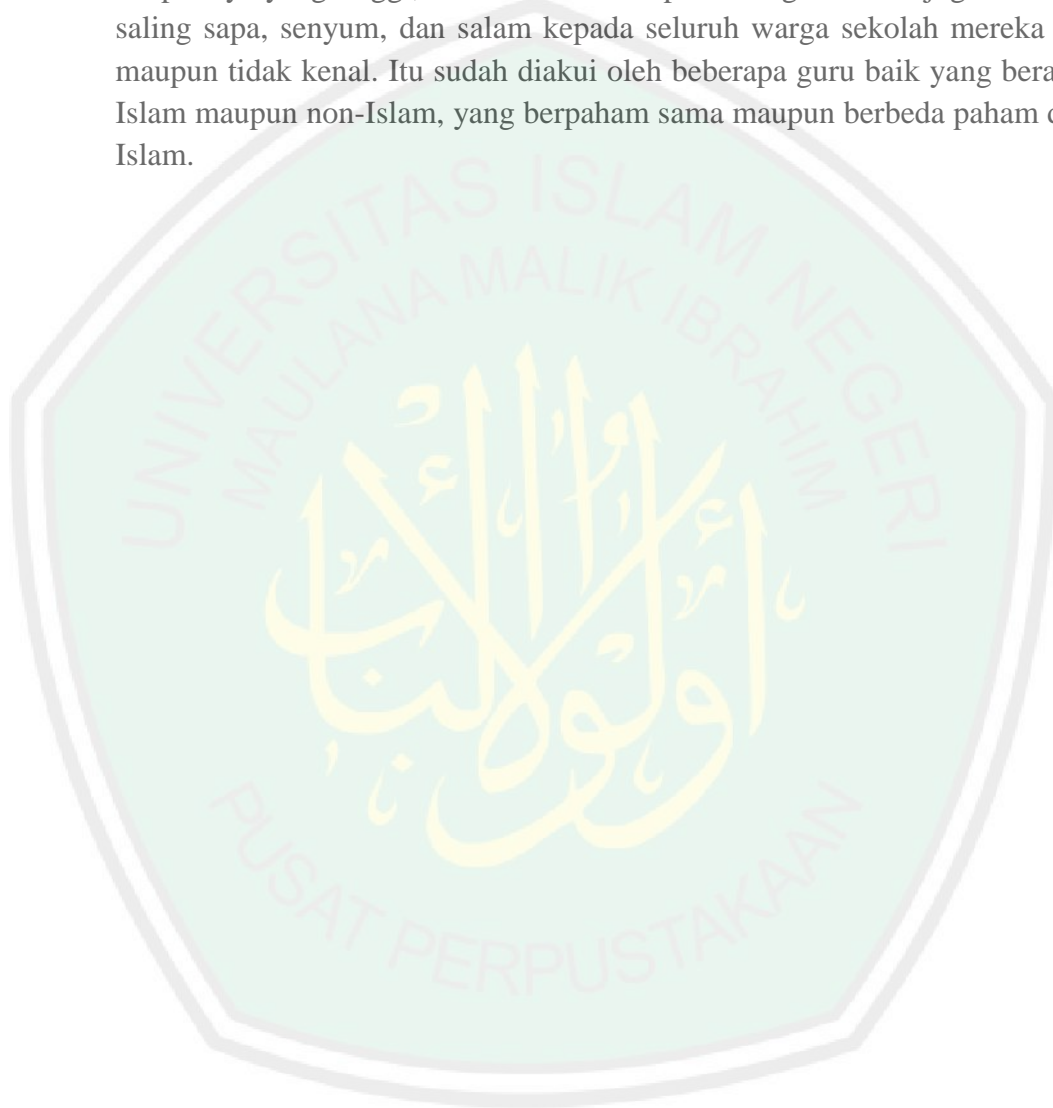 saling sapa, senyum, dan salam kepada seluruh warga sekolah mereka
maupun tidak kenal. Itu sudah diakui oleh beberapa guru baik yang bera
Islam maupun non-Islam, yang berpaham sama maupun berbeda paham d
Islam.
UNIVERSITAS ISLAM NEGERI
MAULANA MALIK IBRAHIM
أولو الألباب
PUSAT PERPUSTAKAAN